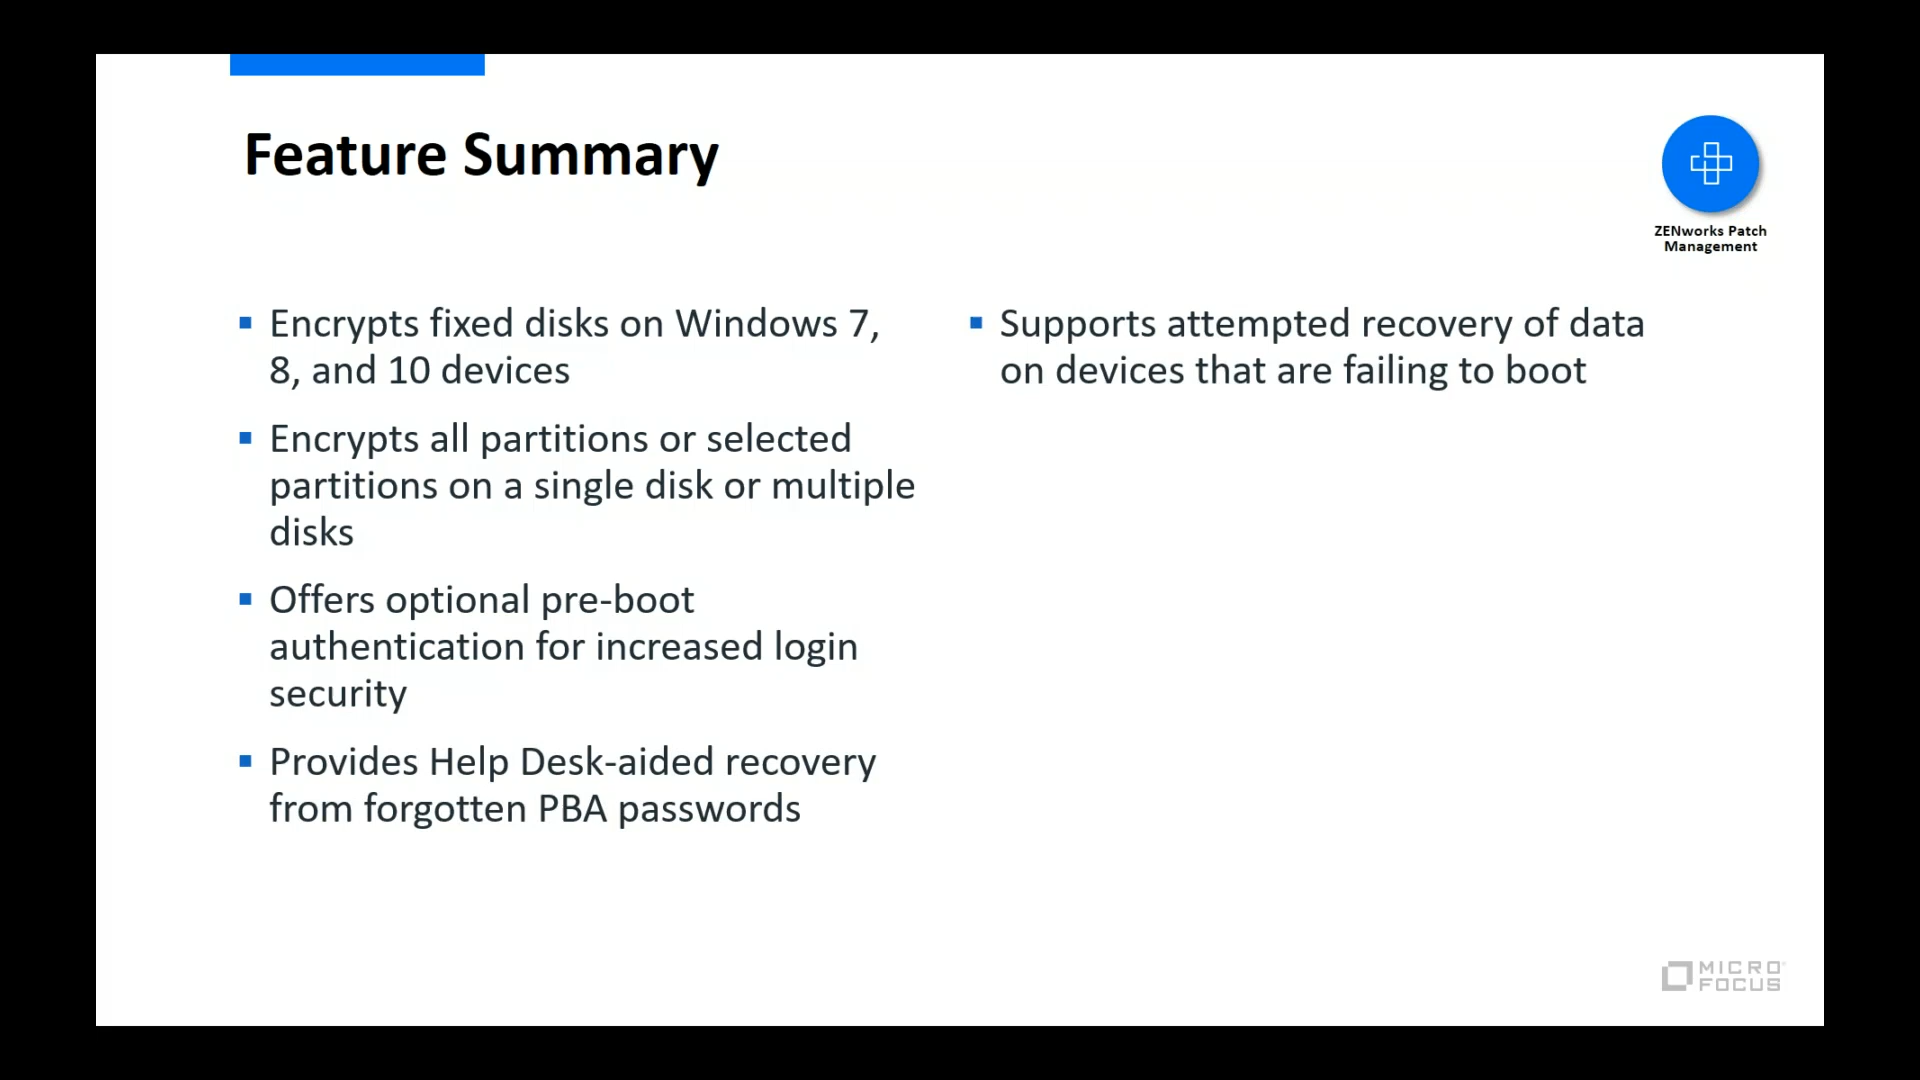 Feature Summary
ZENworks Patch
Management
Encrypts fixed disks on Windows 7,
8, and 10 devices
Encrypts all partitions or selected
partitions on a single disk or multiple
disks
Offers optional pre-boot
authentication for increased login
security
Provides Help Desk-aided recovery
from forgotten PBA passwords
Supports attempted recovery of data
on devices that are failing to boot
MICRO
FOCUS